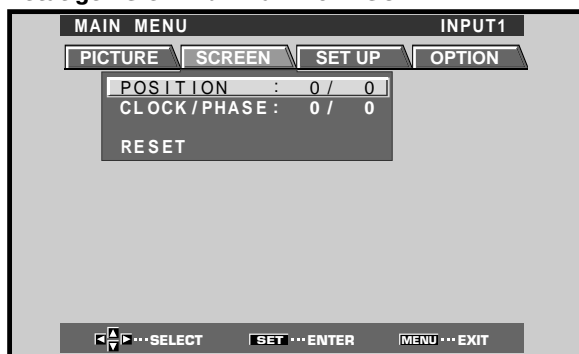 MAIN MENU INPUT1
PICTURE SCREEN SET UP OPTION
POSITION : 0 / 0
CLOCK/PHASE : 0 / 0
RESET
···SELECT SET ···ENTER MENU ···EXIT